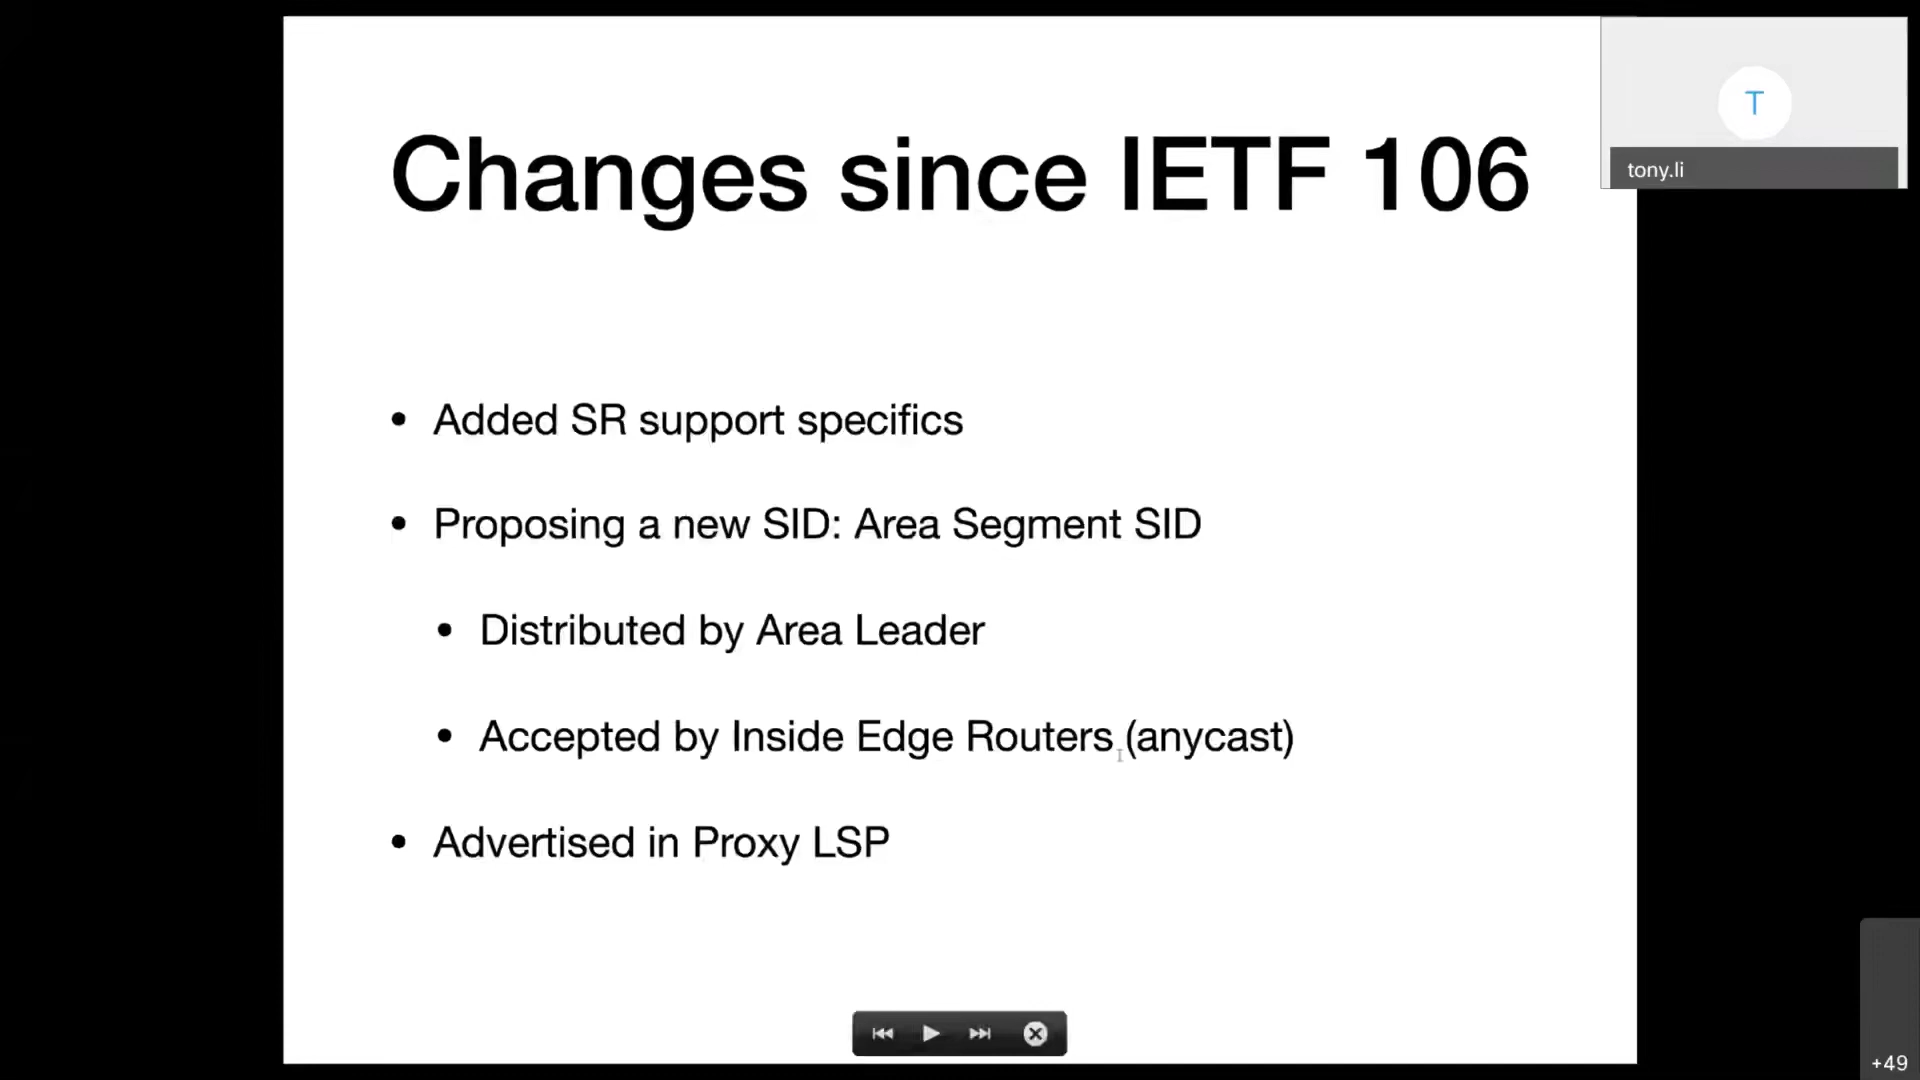 Changes since IETF 106
T
tony.li
• Added SR support specifics
• Proposing a new SID: Area Segment SID
• Distributed by Area Leader
• Accepted by Inside Edge Routers (anycast)
• Advertised in Proxy LSP
+49